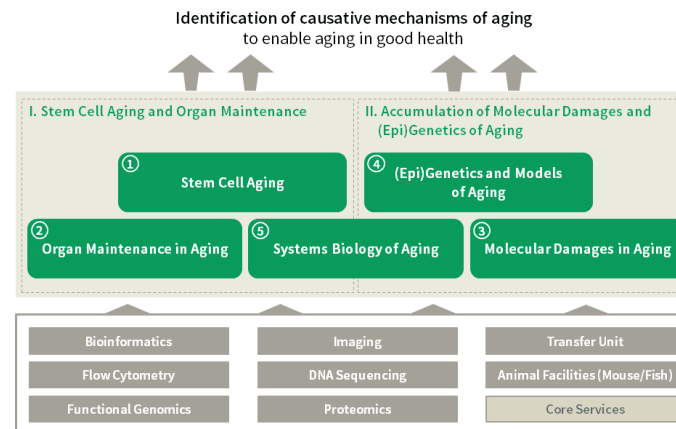 Identification of causative mechanisms of aging
to enable aging in good health
I. Stem Cell Aging and Organ Maintenance
II. Accumulation of Molecular Damages and
(Epi)Genetics of Aging
① Stem Cell Aging
④ (Epi)Genetics and Models
of Aging
② Organ Maintenance in Aging
⑤ Systems Biology of Aging
③ Molecular Damages in Aging
Bioinformatics
Imaging
Transfer Unit
Flow Cytometry
DNA Sequencing
Animal Facilities (Mouse/Fish)
Functional Genomics
Proteomics
Core Services